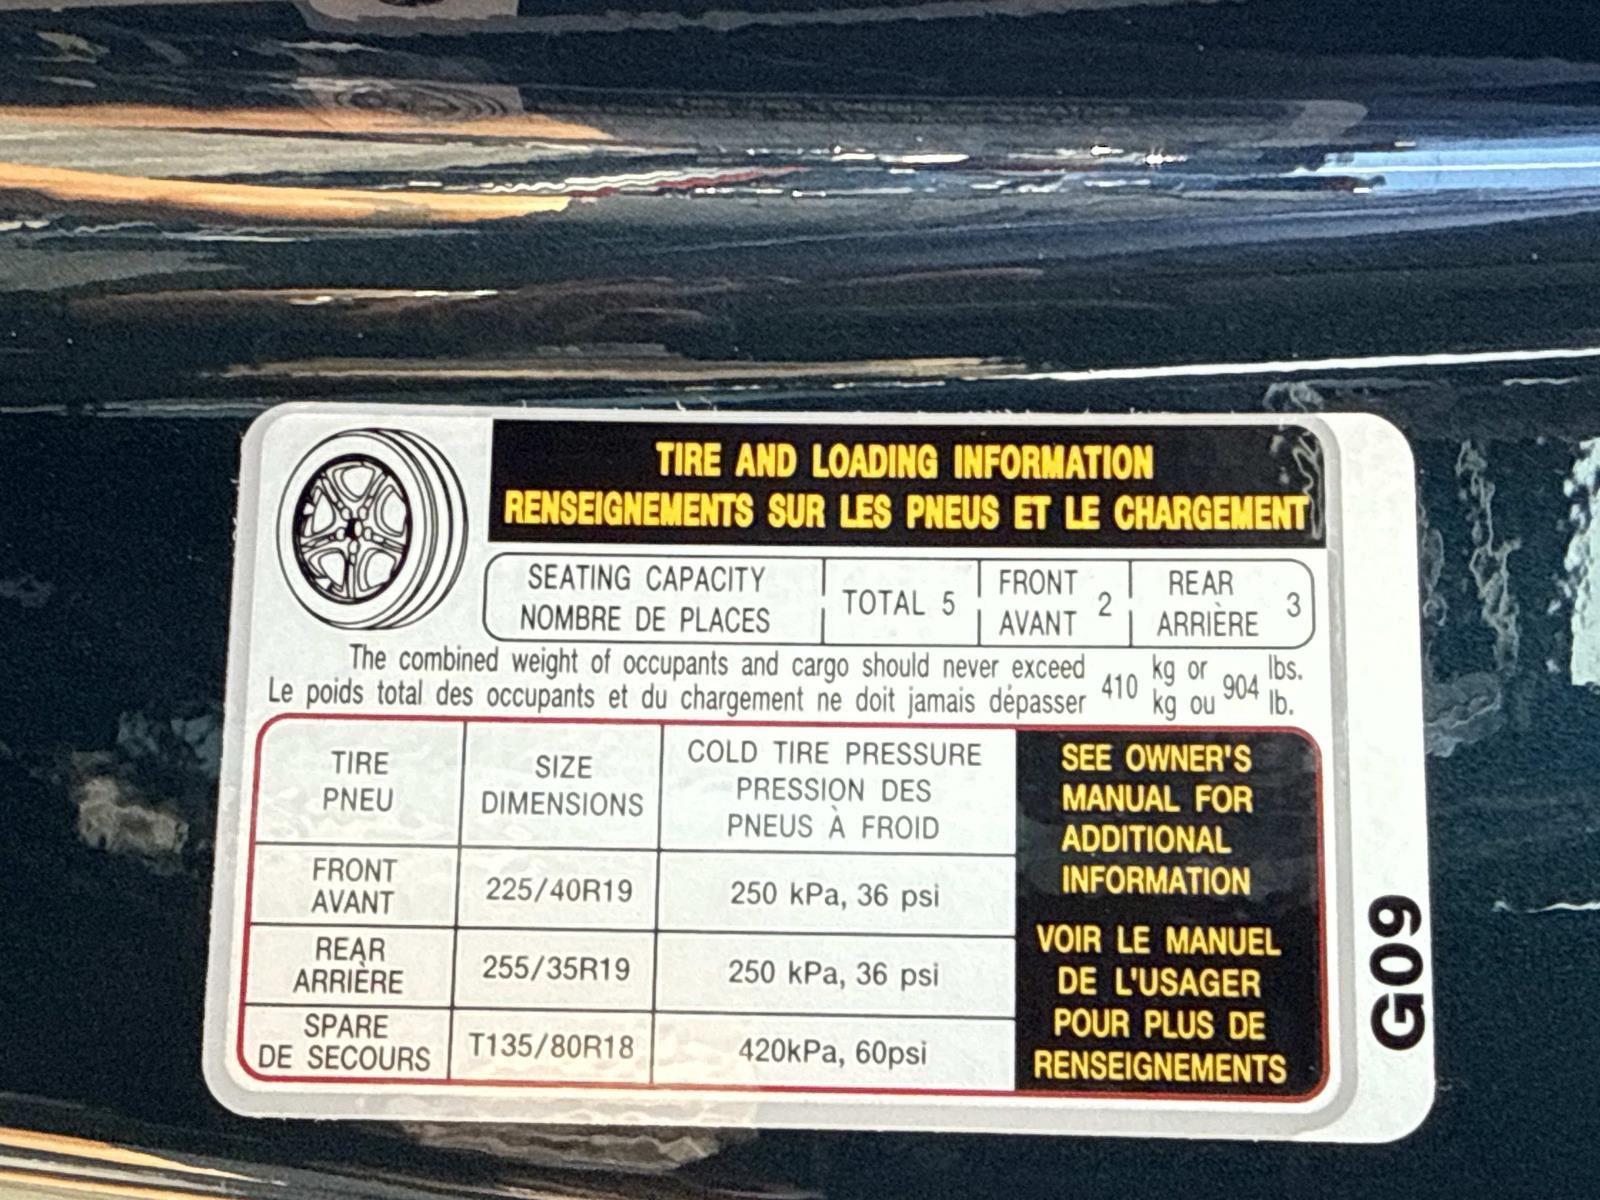 TIRE AND LOADING INFORMATION
RENSEIGNEMENTS SUR LES PNEUS ET LE CHARGEMENT
SEATING CAPACITY
NOMBRE DE PLACES
TOTAL 5
FRONT
AVANT
2
REAR
ARRIÈRE
3
The combined weight of occupants and cargo should never exceed
Le poids total des occupants et du chargement ne doit jamais dépasser
410
kg or
kg ou
904
lbs.
lb.
TIRE
PNEU
SIZE
DIMENSIONS
COLD TIRE PRESSURE
PRESSION DES
PNEUS À FROID
FRONT
AVANT
225/40R19
250 kPa, 36 psi
REAR
ARRIÈRE
255/35R19
250 kPa, 36 psi
SPARE
DE SECOURS
T135/80R18
420kPa, 60psi
SEE OWNER'S
MANUAL FOR
ADDITIONAL
INFORMATION
VOIR LE MANUEL
DE L'USAGER
POUR PLUS DE
RENSEIGNEMENTS
G09